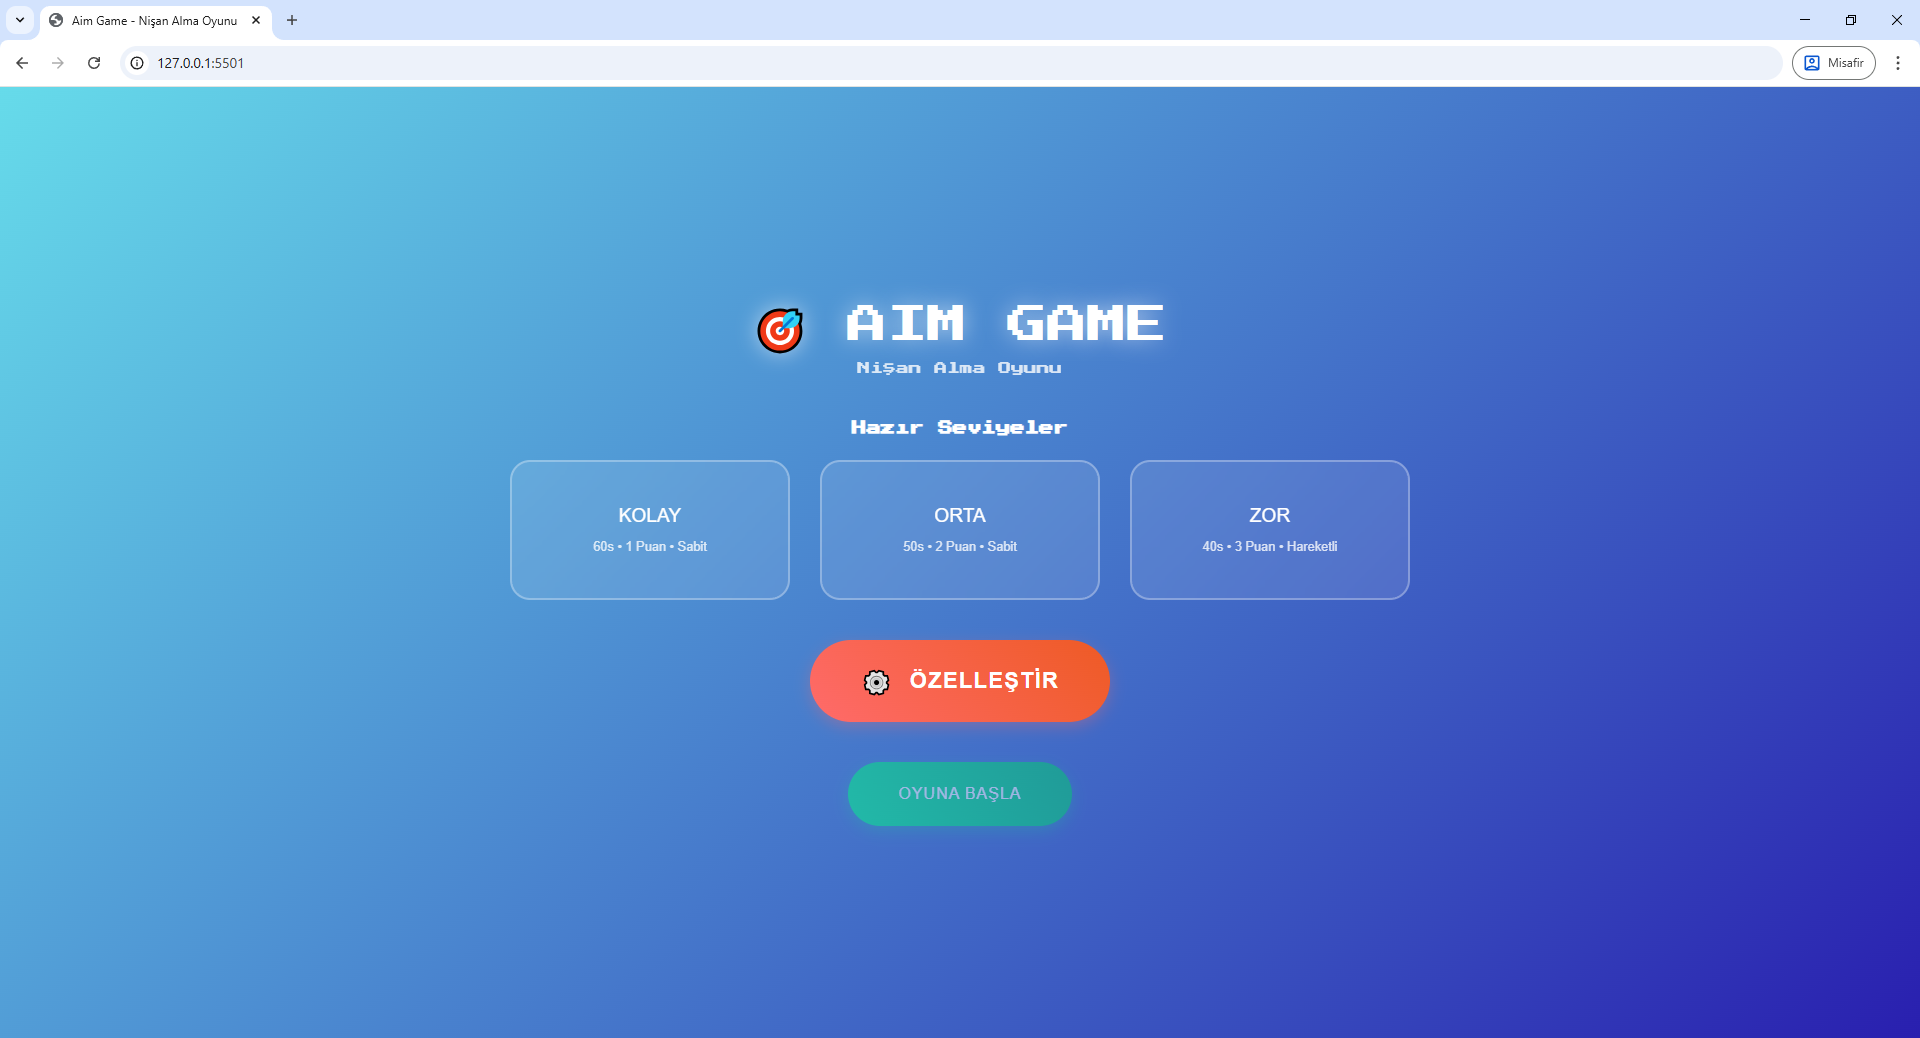 Aim Game - Nişan Alma Oyunu
127.0.0.1:5501
Misafir
AIM GAME
Nişan Alma Oyunu
Hazır Seviyeler
KOLAY
60s • 1 Puan • Sabit
ORTA
50s • 2 Puan • Sabit
ZOR
40s • 3 Puan • Hareketli
ÖZELLEŞTİR
OYUNA BAŞLA